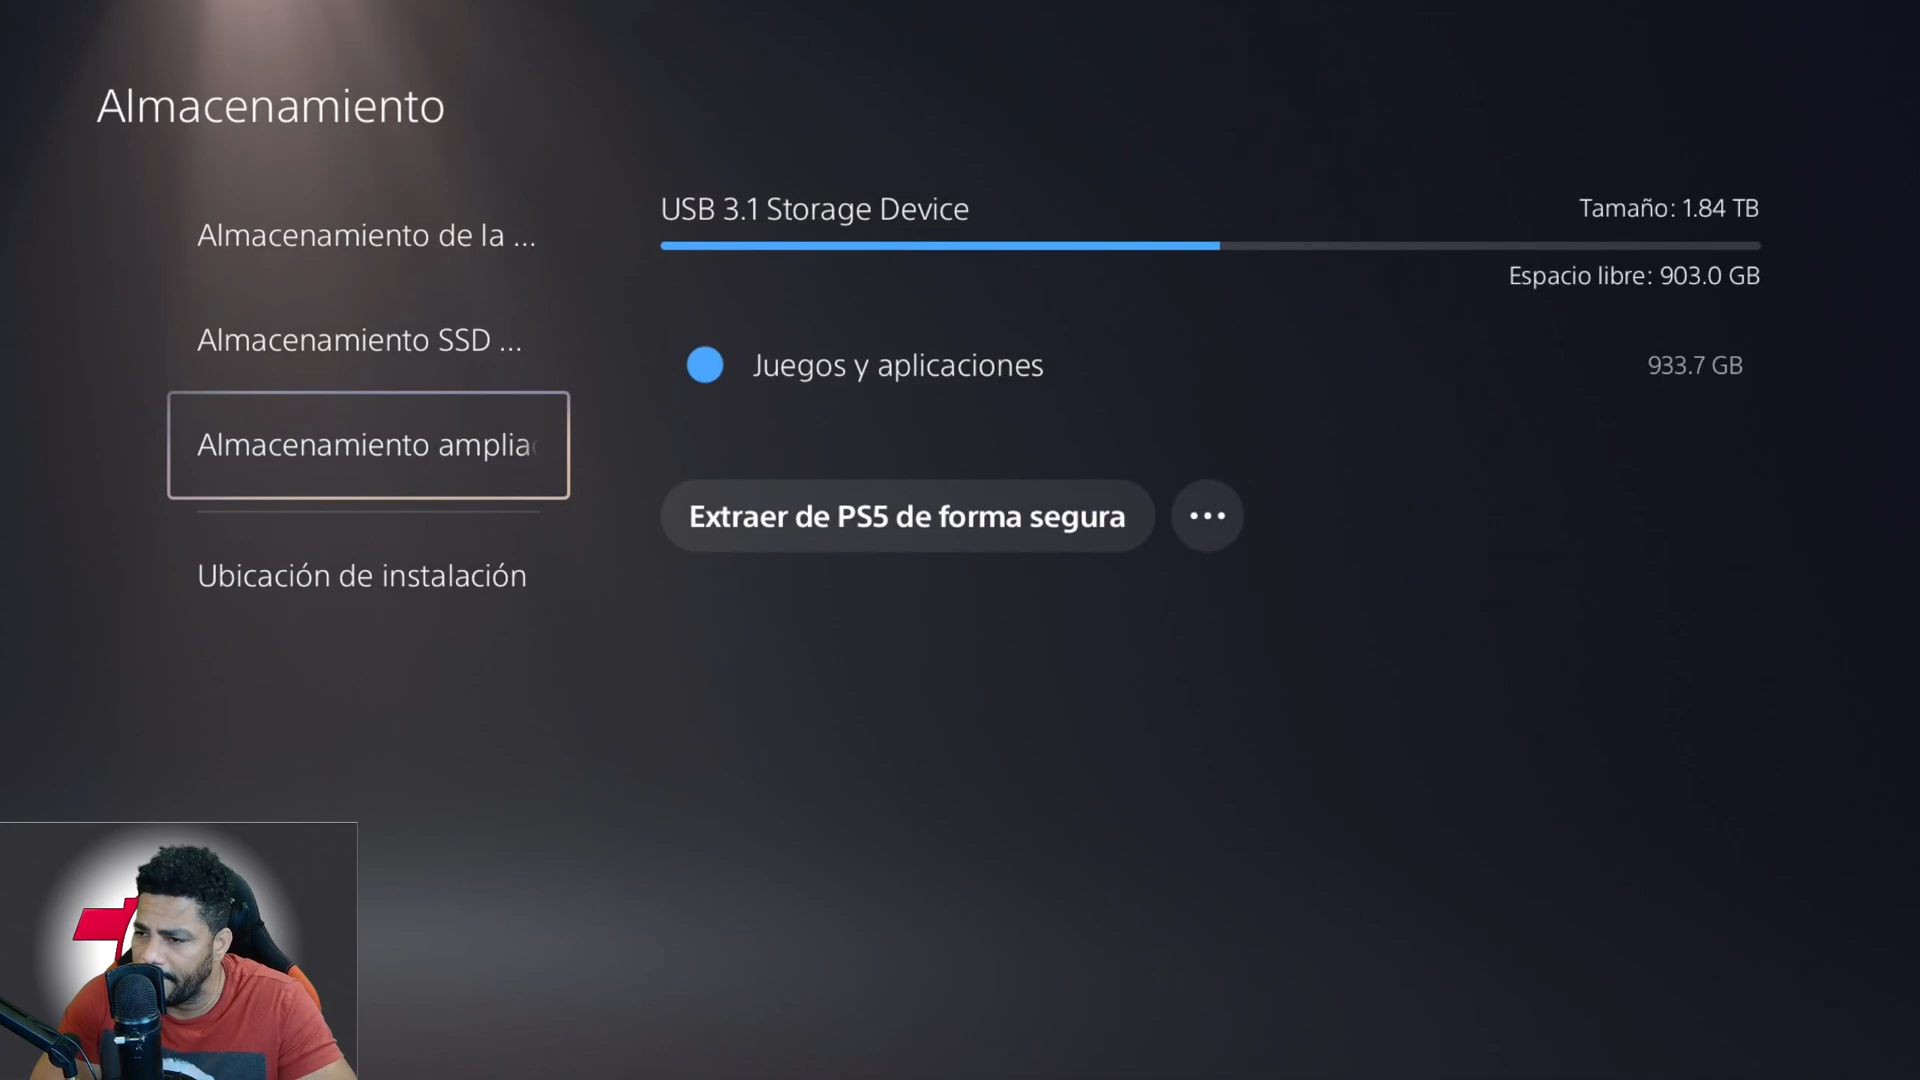 Almacenamiento
Almacenamiento de la ...
Almacenamiento SSD ...
Almacenamiento ampliac
Ubicación de instalación
USB 3.1 Storage Device
Tamaño: 1.84 TB
Espacio libre: 903.0 GB
Juegos y aplicaciones
933.7 GB
Extraer de PS5 de forma segura